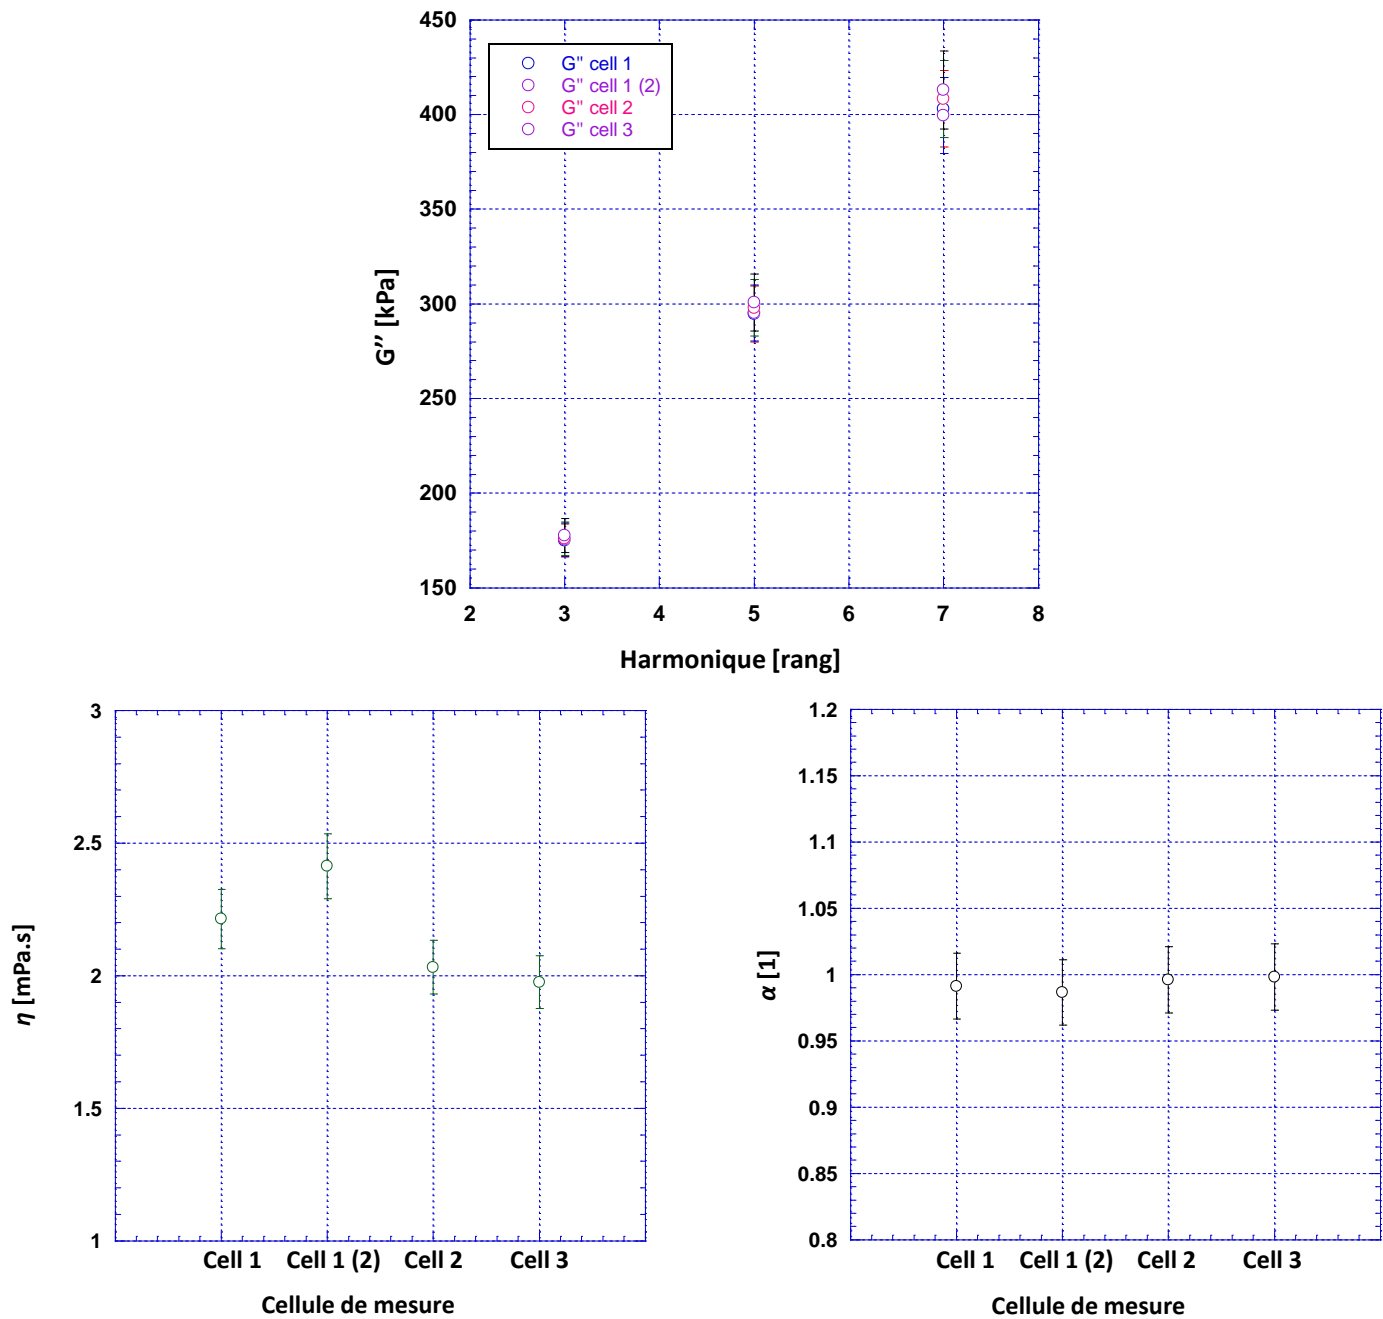 450
400
350
300
250
200
150
G'' [kPa]
G" cell 1
G" cell 1 (2)
G" cell 2
G" cell 3
2 3 4 5 6 7 8
Harmonique [rang]
3
2.5
2
1.5
1
η [mPa.s]
Cell 1 Cell 1 (2) Cell 2 Cell 3
Cellule de mesure
1.2
1.15
1.1
1.05
1
0.95
0.9
0.85
0.8
α [1]
Cell 1 Cell 1 (2) Cell 2 Cell 3
Cellule de mesure